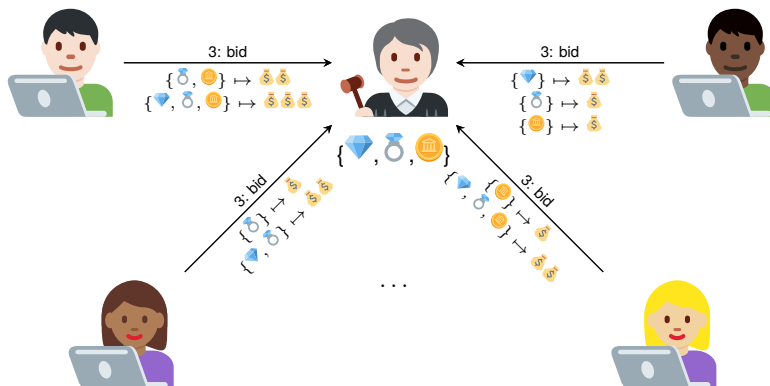 3: bid
{💍, 🪙} ↦ 💰💰
{💎, 💍, 🪙} ↦ 💰💰💰
3: bid
{💎} ↦ 💰💰
{💍} ↦ 💰
{🪙} ↦ 💰
{💎, 💍, 🪙}
3: bid
{💍} ↦ 💰
{💎, 💍} ↦ 💰💰
3: bid
{🪙} ↦ 💰
{💎, 💍, 🪙} ↦ 💰💰
...